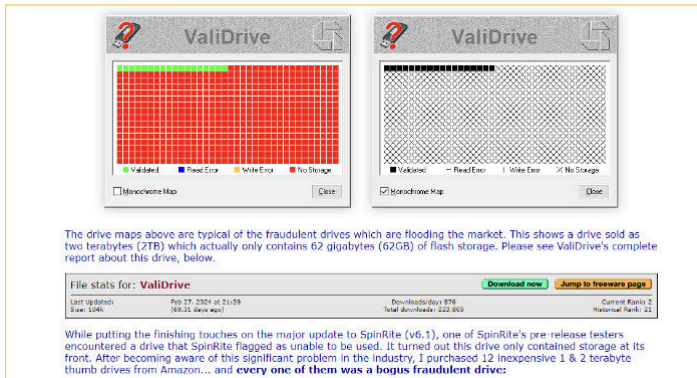 ValiDrive
ValiDrive
Validated Read Error Write Error No Storage
Validated Read Error Write Error No Storage
Monochrome Map Close
Monochrome Map Close
The drive maps above are typical of the fraudulent drives which are flooding the market. This shows a drive sold as
two terabytes (2TB) which actually only contains 62 gigabytes (62GB) of flash storage. Please see ValiDrive's complete
report about this drive, below.
File stats for: ValiDrive Download now Jump to freeware page
Last Updated: Feb 27, 2024 at 21:39 Downloads/day: 876 Current Rank: 2
Size: 104k (69.31 days ago) Total downloads: 223,865 Historical Rank: 21
While putting the finishing touches on the major update to SpinRite (v6.1), one of SpinRite's pre-release testers
encountered a drive that SpinRite flagged as unable to be used. It turned out this drive only contained storage at its
front. After becoming aware of this significant problem in the industry, I purchased 12 inexpensive 1 & 2 terabyte
thumb drives from Amazon... and every one of them was a bogus fraudulent drive: